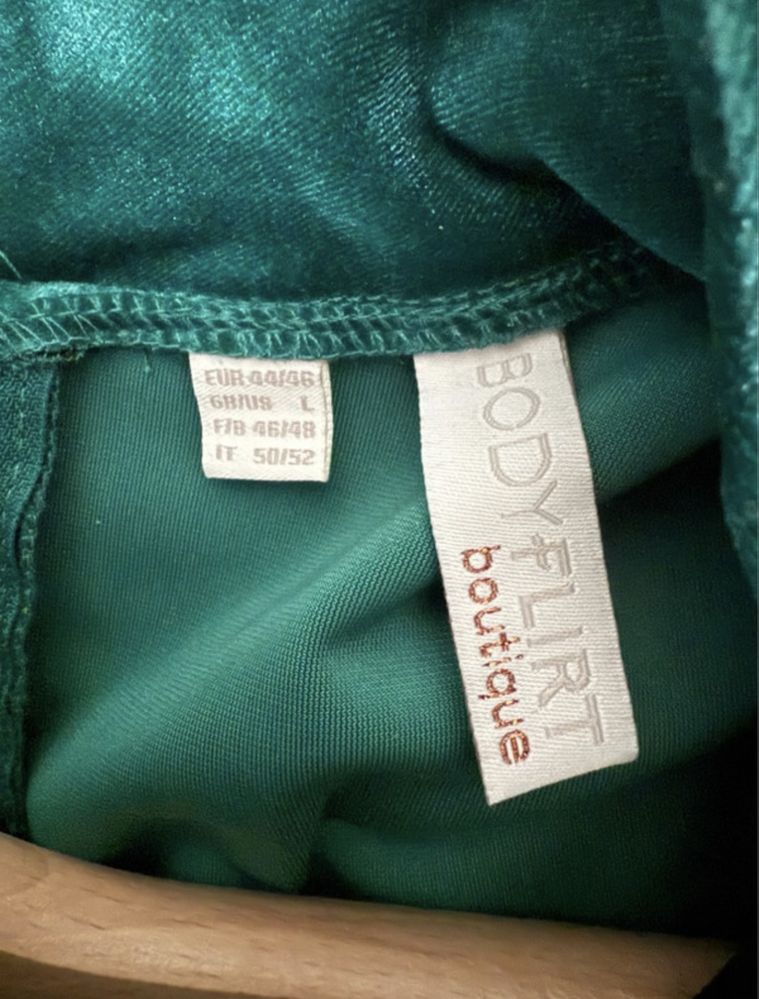 EUR 44/46
GB/US L
F/B 46/48
IT 50/52
BODYFLIRT
boutique